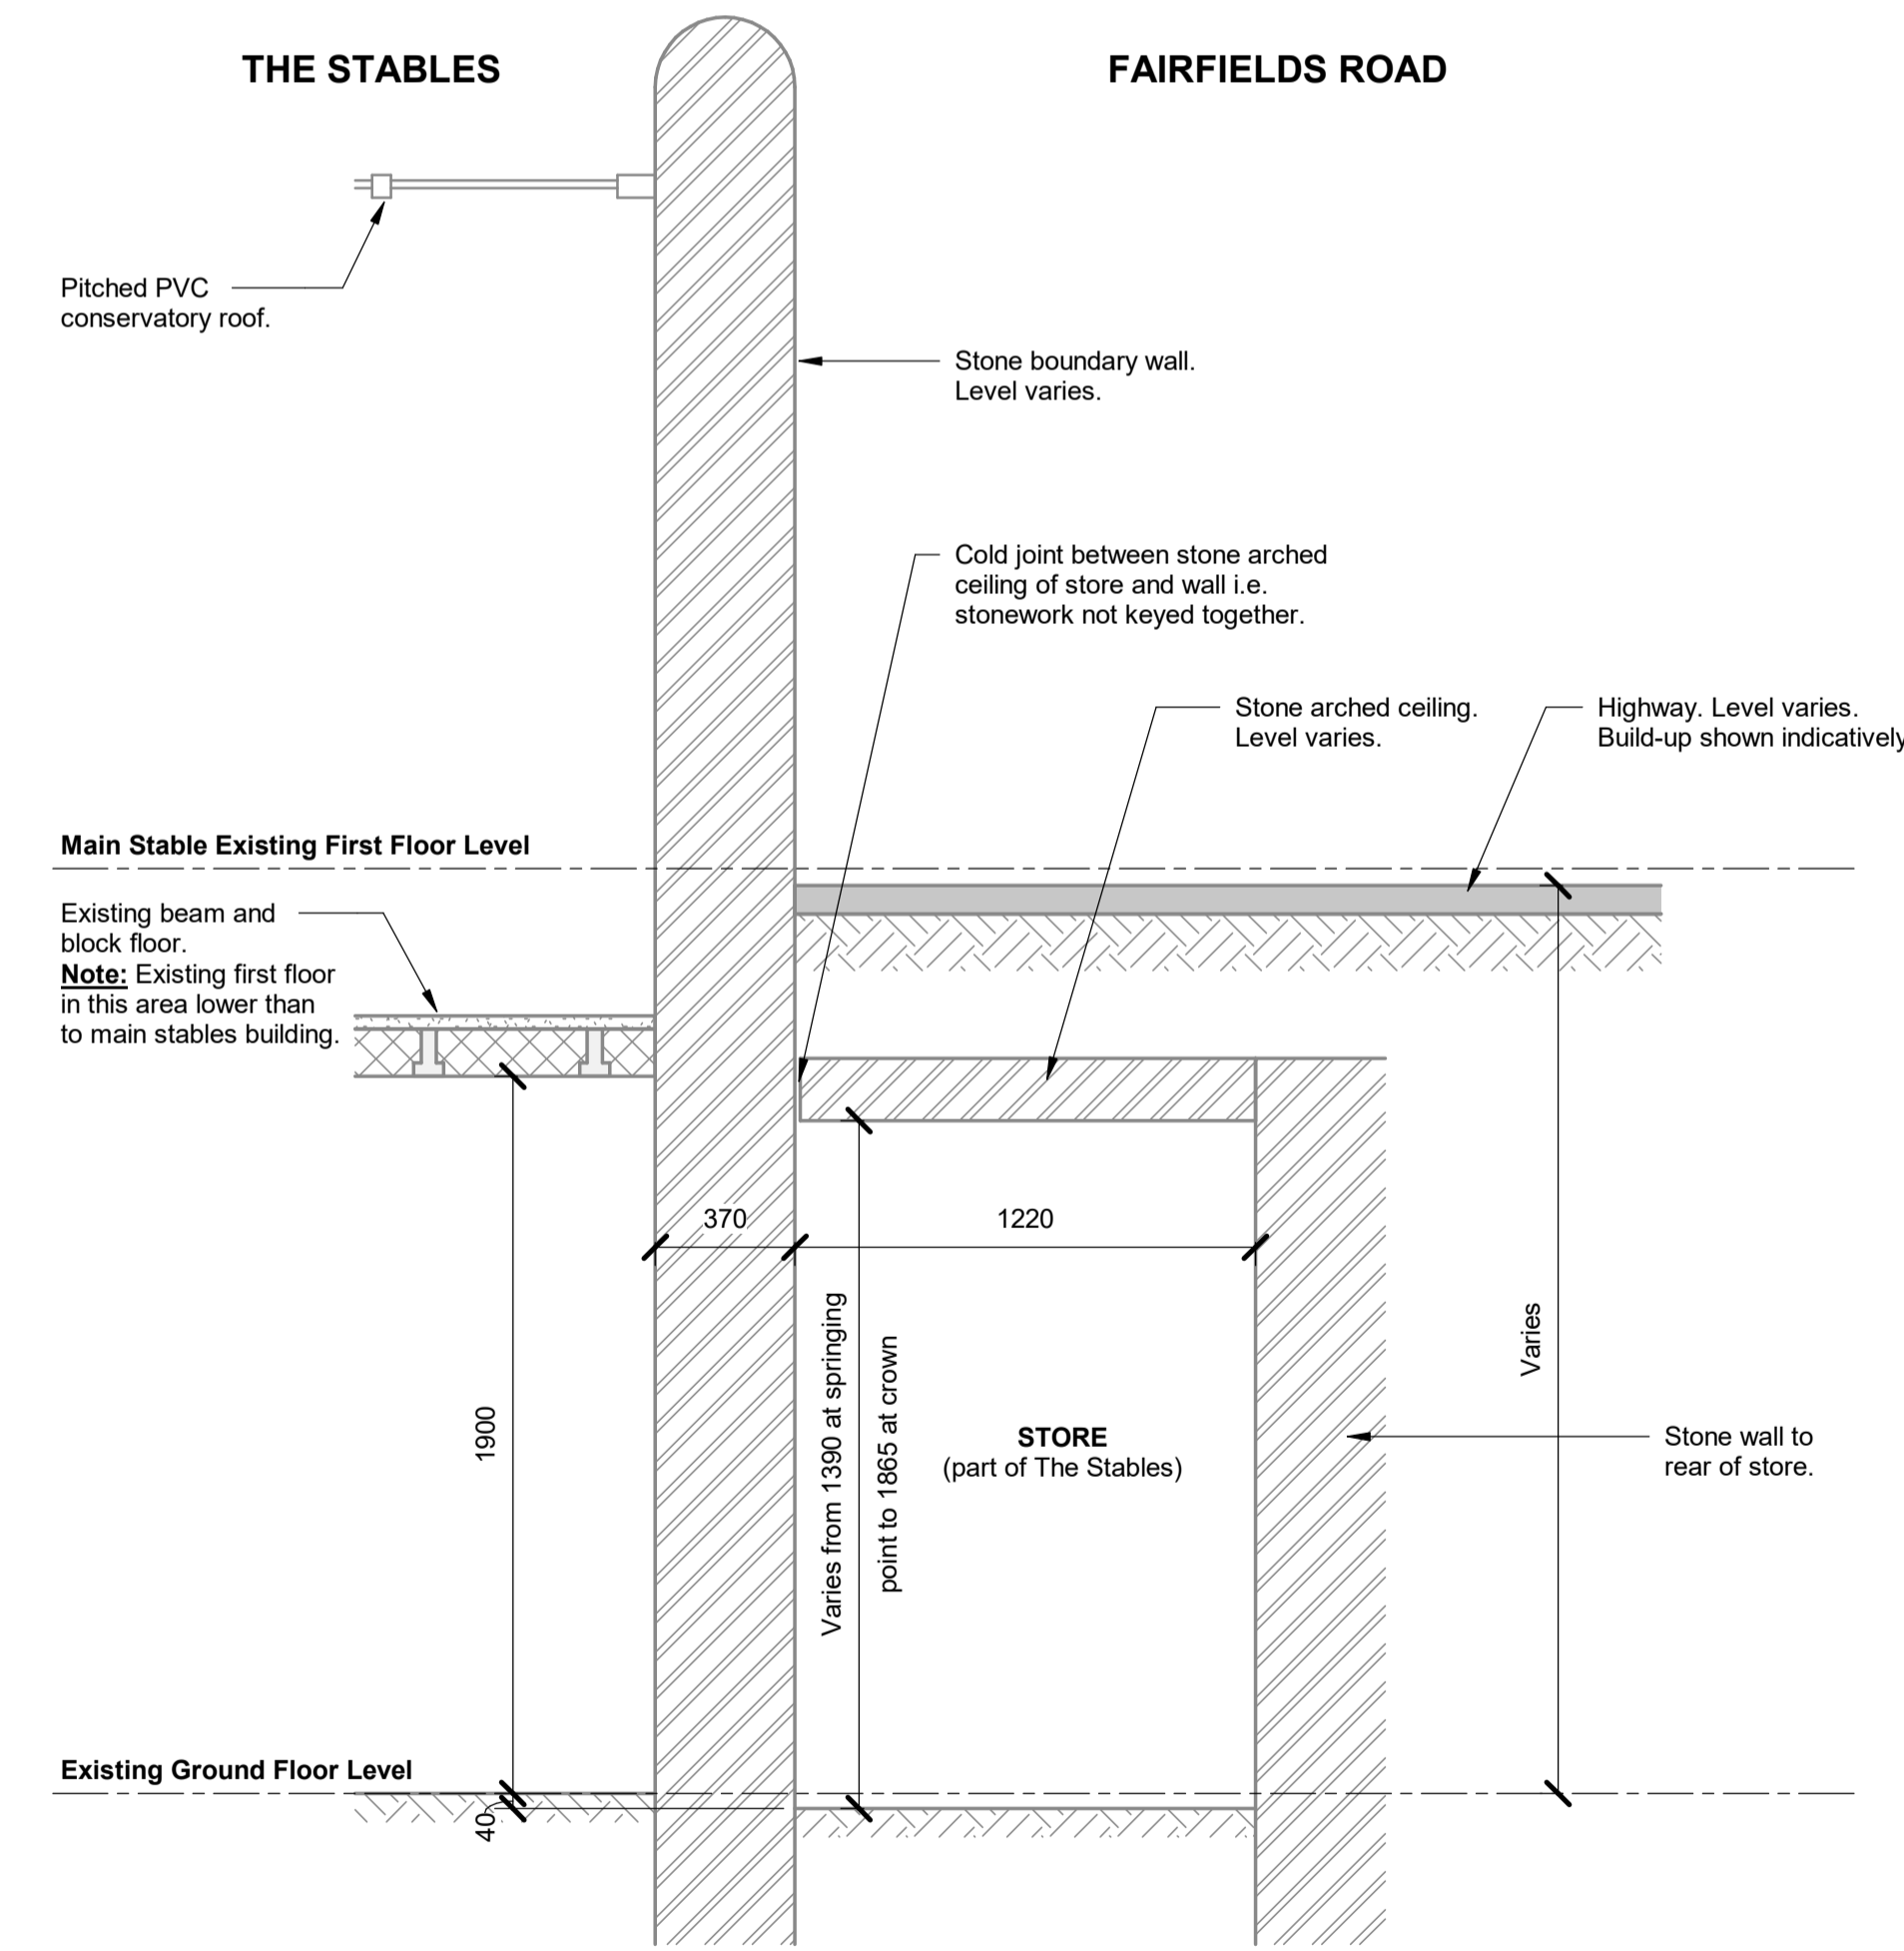 THE STABLES
FAIRFIELDS ROAD
Pitched PVC
conservatory roof.
Stone boundary wall.
Level varies.
Cold joint between stone arched
ceiling of store and wall i.e.
stonework not keyed together.
Stone arched ceiling.
Level varies.
Highway. Level varies.
Build-up shown indicatively
Main Stable Existing First Floor Level
Existing beam and
block floor.
Note: Existing first floor
in this area lower than
to main stables building.
370
1220
1900
Varies from 1390 at springing
point to 1865 at crown
Varies
STORE
(part of The Stables)
Stone wall to
rear of store.
Existing Ground Floor Level
40